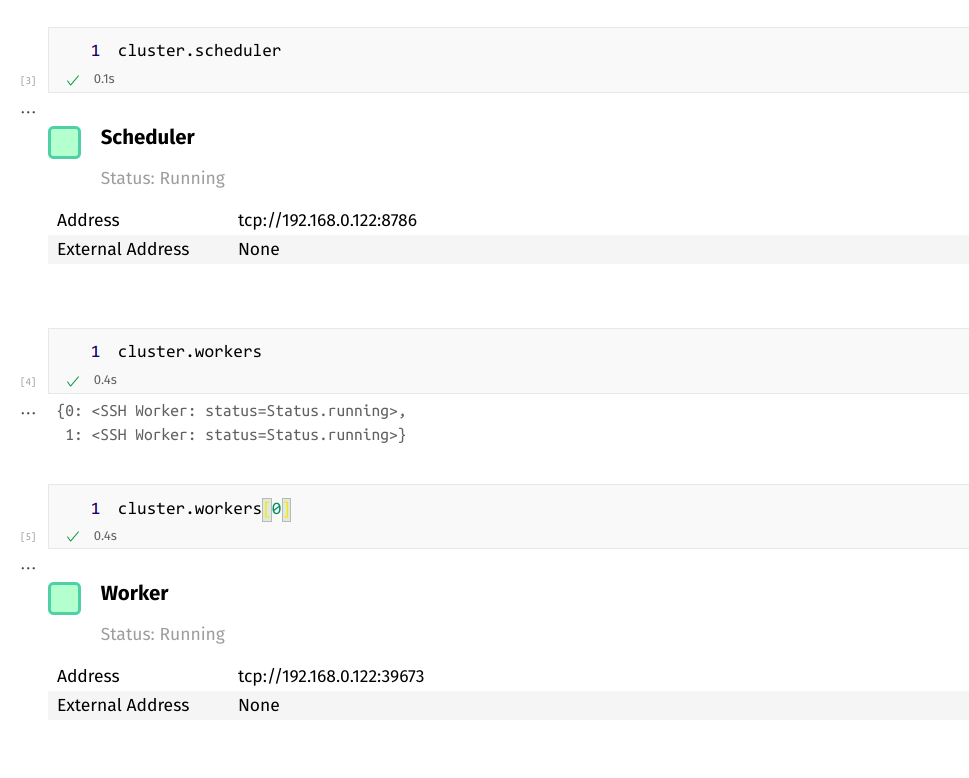 1 cluster.scheduler
[3] ✓ 0.1s
...
Scheduler
Status: Running
Address tcp://192.168.0.122:8786
External Address None
1 cluster.workers
[4] ✓ 0.4s
... {0: <SSH Worker: status=Status.running>,
1: <SSH Worker: status=Status.running>}
1 cluster.workers[0]
[5] ✓ 0.4s
...
Worker
Status: Running
Address tcp://192.168.0.122:39673
External Address None